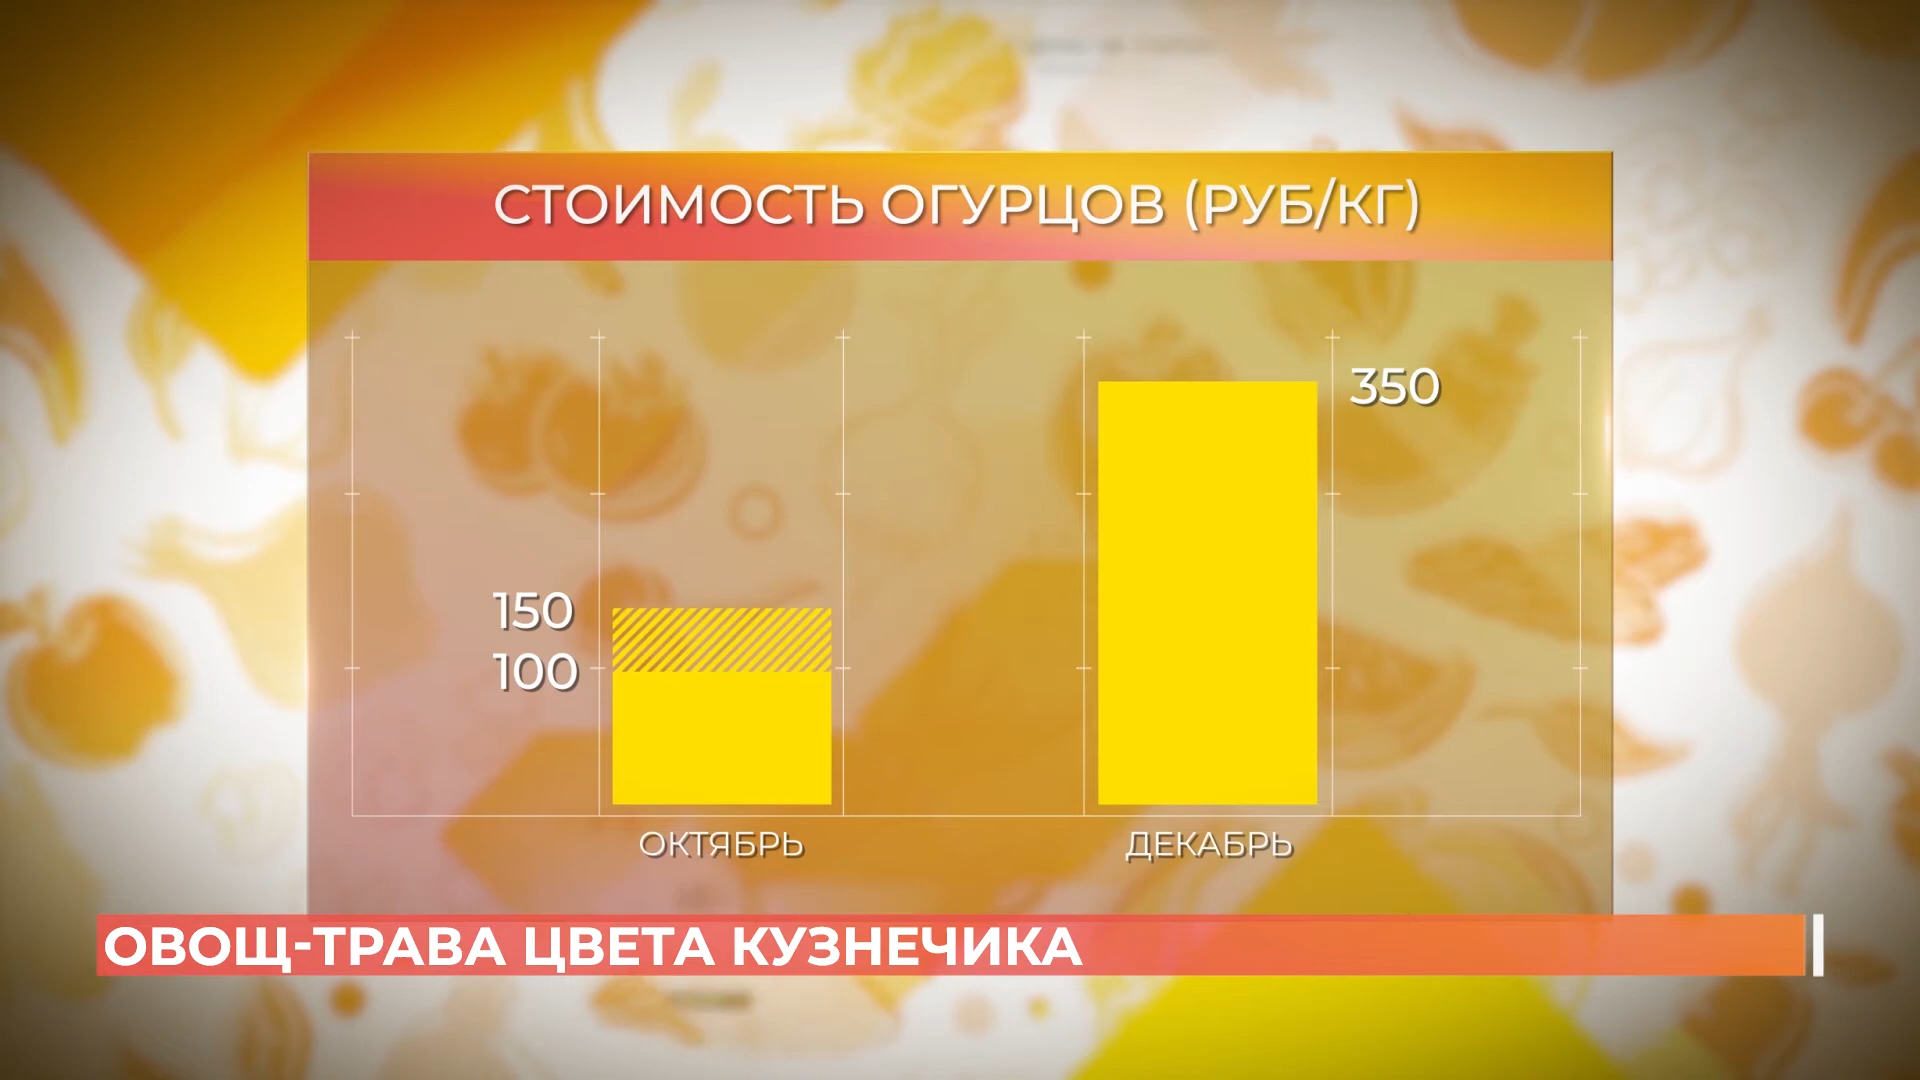 СТОИМОСТЬ ОГУРЦОВ (РУБ/КГ)
350
150
100
ОКТЯБРЬ
ДЕКАБРЬ
ОВОЩ-ТРАВА ЦВЕТА КУЗНЕЧИКА